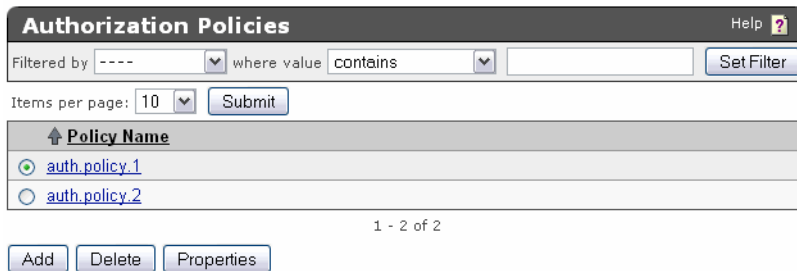 Authorization Policies Help ?
Filtered by ---- where value contains Set Filter
Items per page: 10 Submit
Policy Name
auth.policy.1
auth.policy.2
1 - 2 of 2
Add Delete Properties